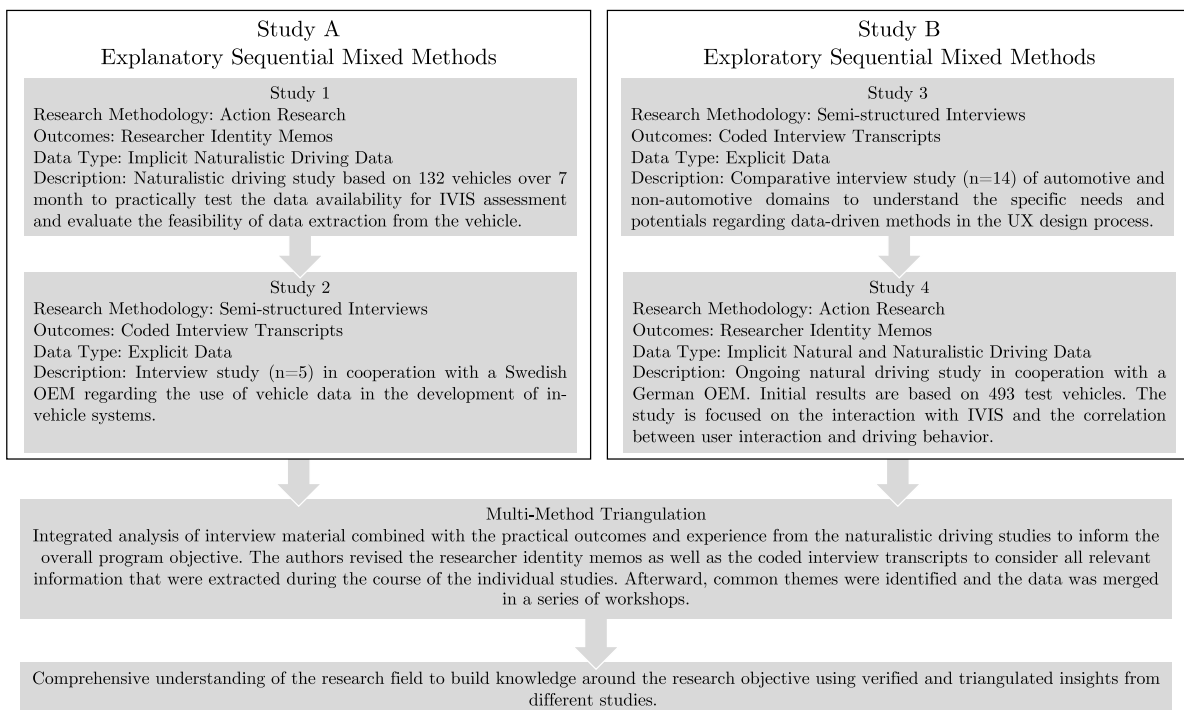 Study A
Explanatory Sequential Mixed Methods
Study 1
Research Methodology: Action Research
Outcomes: Researcher Identity Memos
Data Type: Implicit Naturalistic Driving Data
Description: Naturalistic driving study based on 132 vehicles over 7
month to practically test the data availability for IVIS assessment
and evaluate the feasibility of data extraction from the vehicle.
Study 2
Research Methodology: Semi-structured Interviews
Outcomes: Coded Interview Transcripts
Data Type: Explicit Data
Description: Interview study (n=5) in cooperation with a Swedish
OEM regarding the use of vehicle data in the development of in-
vehicle systems.
Study B
Exploratory Sequential Mixed Methods
Study 3
Research Methodology: Semi-structured Interviews
Outcomes: Coded Interview Transcripts
Data Type: Explicit Data
Description: Comparative interview study (n=14) of automotive and
non-automotive domains to understand the specific needs and
potentials regarding data-driven methods in the UX design process.
Study 4
Research Methodology: Action Research
Outcomes: Researcher Identity Memos
Data Type: Implicit Natural and Naturalistic Driving Data
Description: Ongoing natural driving study in cooperation with a
German OEM. Initial results are based on 493 test vehicles. The
study is focused on the interaction with IVIS and the correlation
between user interaction and driving behavior.
Multi-Method Triangulation
Integrated analysis of interview material combined with the practical outcomes and experience from the naturalistic driving studies to inform the
overall program objective. The authors revised the researcher identity memos as well as the coded interview transcripts to consider all relevant
information that were extracted during the course of the individual studies. Afterward, common themes were identified and the data was merged
in a series of workshops.
Comprehensive understanding of the research field to build knowledge around the research objective using verified and triangulated insights from
different studies.